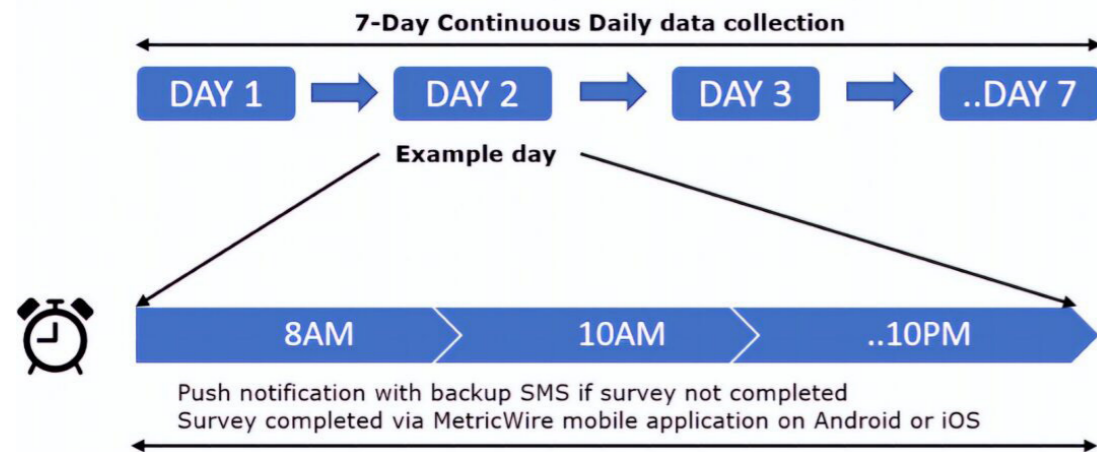 7-Day Continuous Daily data collection
DAY 1
DAY 2
DAY 3
..DAY 7
Example day
8AM
10AM
..10PM
Push notification with backup SMS if survey not completed
Survey completed via MetricWire mobile application on Android or iOS